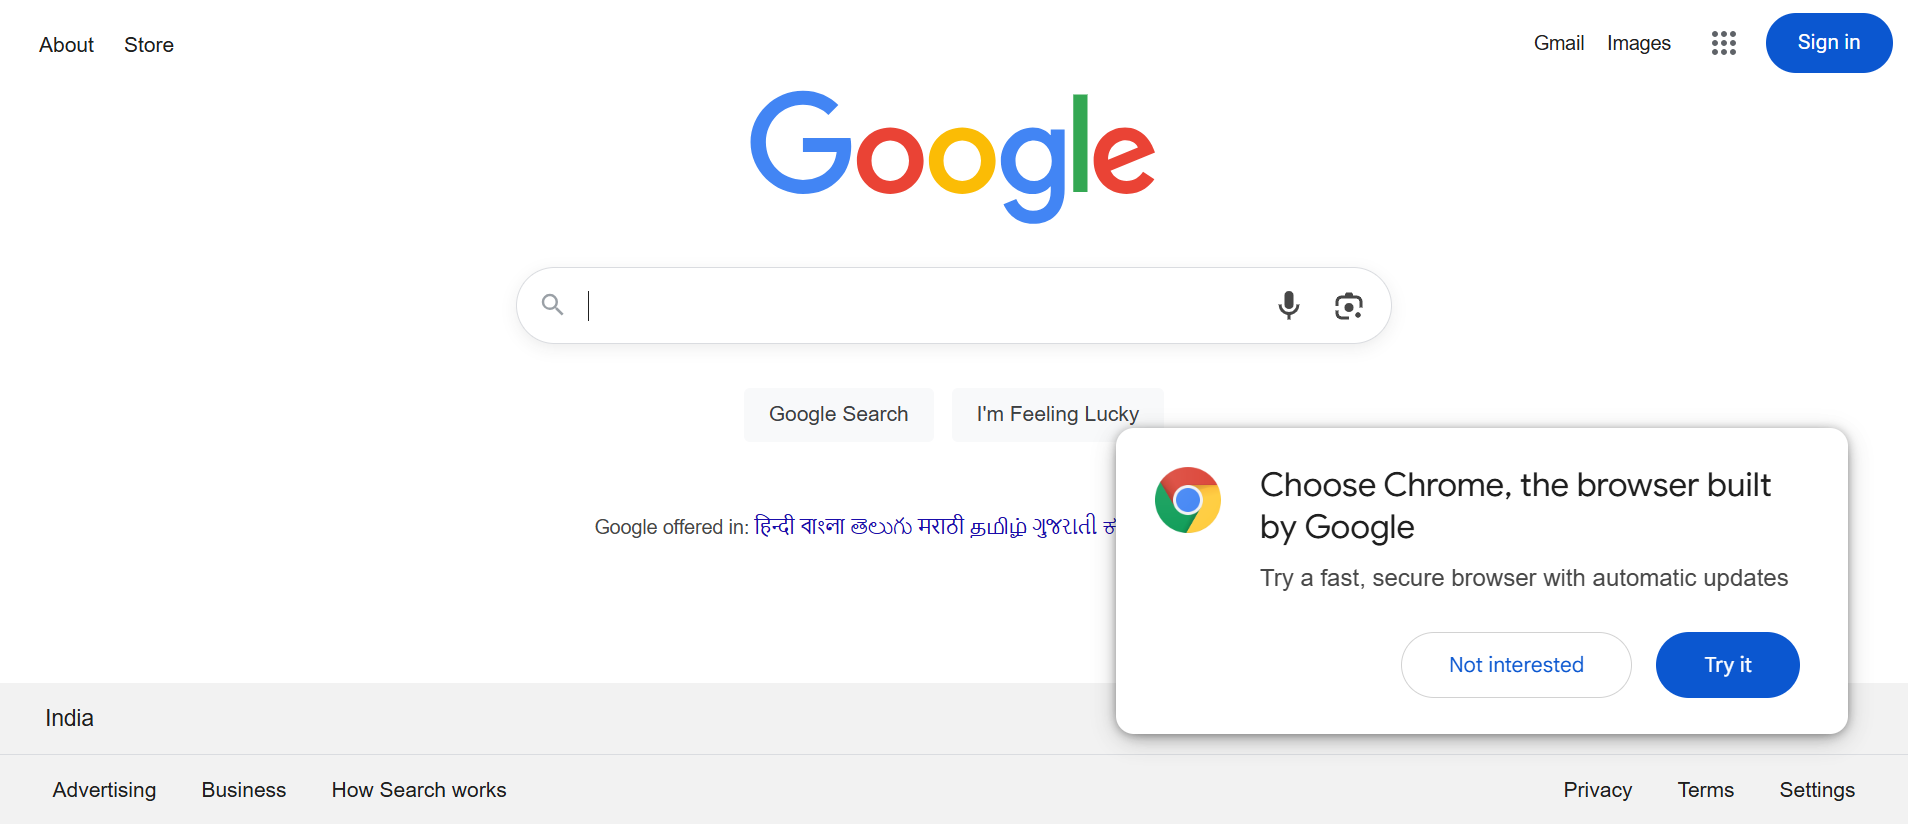 About Store
Gmail Images Sign in
Google
Google Search I'm Feeling Lucky
Google offered in: हिन्दी বাংলা తెలుగు मराठी தமிழ் ગુજરાતી
Choose Chrome, the browser built
by Google
Try a fast, secure browser with automatic updates
Not interested Try it
India
Advertising Business How Search works
Privacy Terms Settings